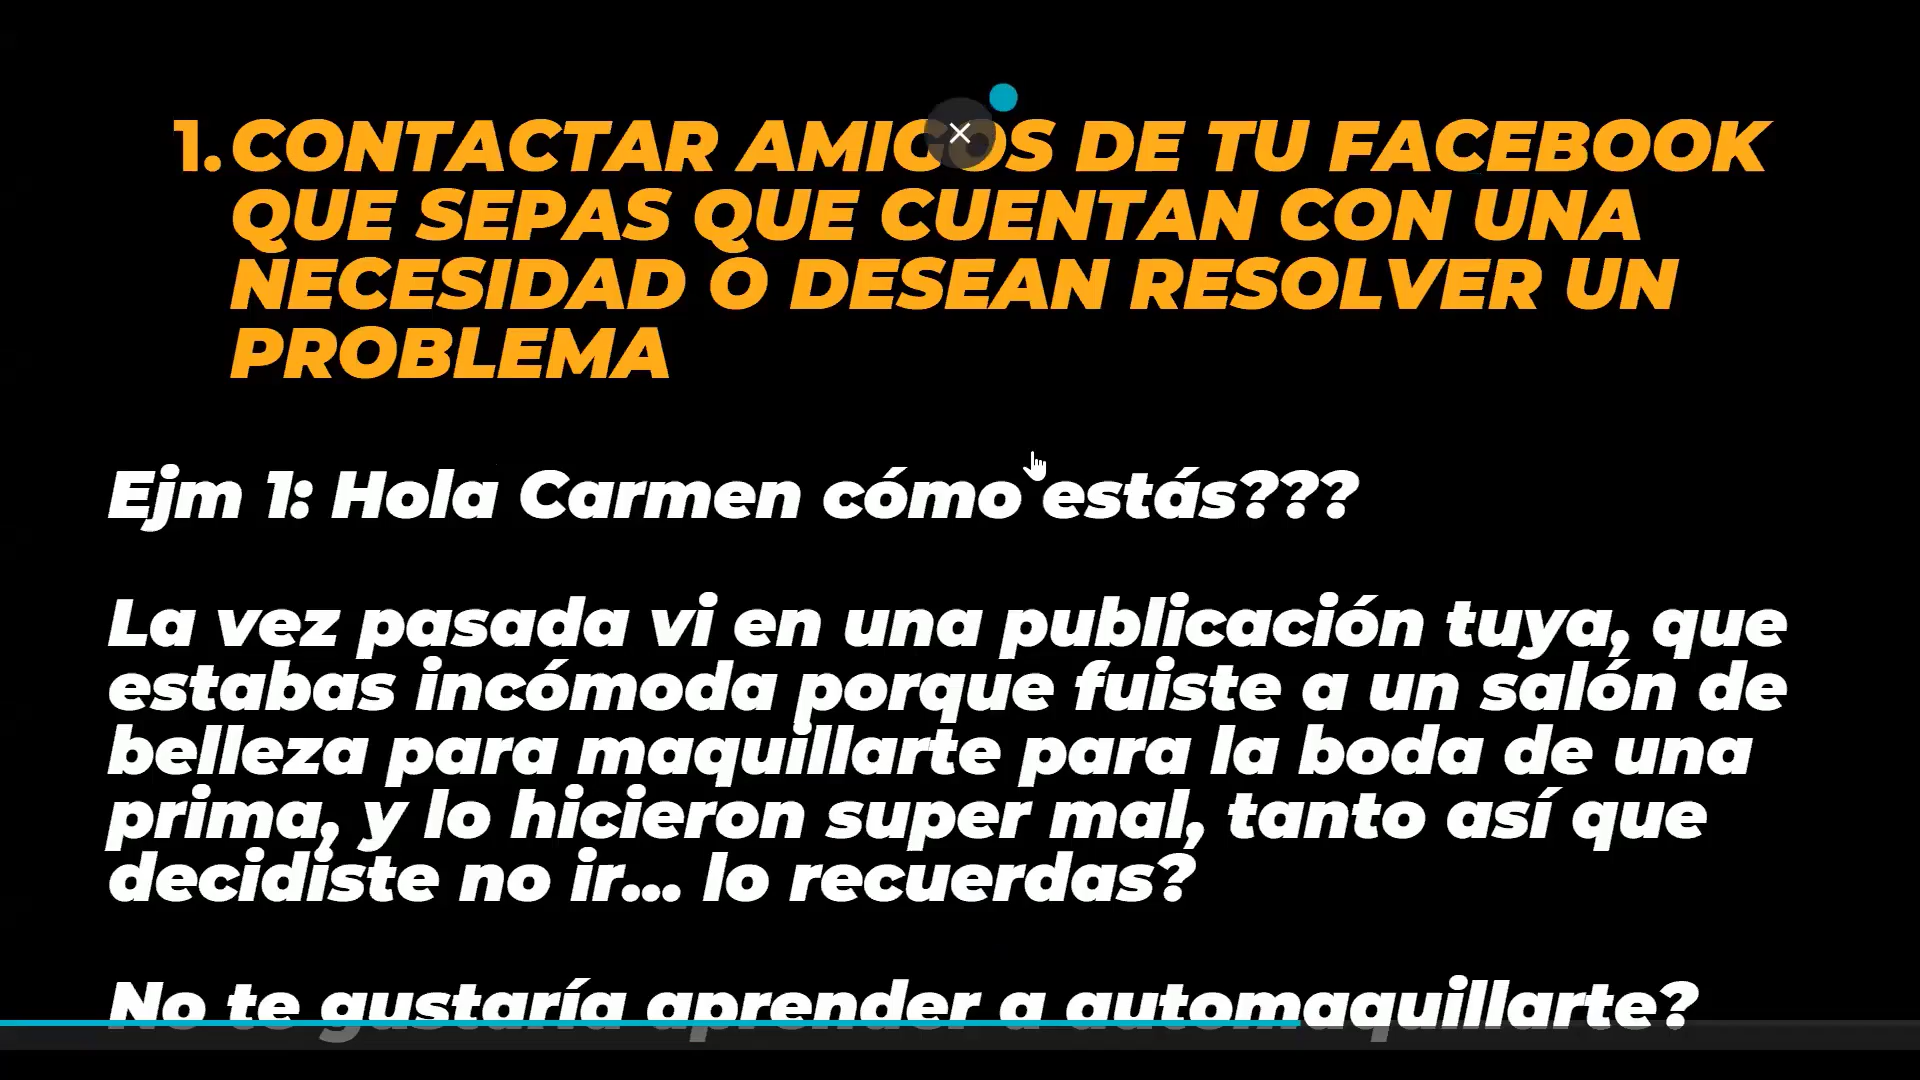 1. CONTACTAR AMIGOS DE TU FACEBOOK
QUE SEPAS QUE CUENTAN CON UNA
NECESIDAD O DESEAN RESOLVER UN
PROBLEMA
Ejm 1: Hola Carmen cómo estás???
La vez pasada vi en una publicación tuya, que
estabas incómoda porque fuiste a un salón de
belleza para maquillarte para la boda de una
prima, y lo hicieron super mal, tanto así que
decidiste no ir... lo recuerdas?
No te gustaría aprender a automaquillarte?